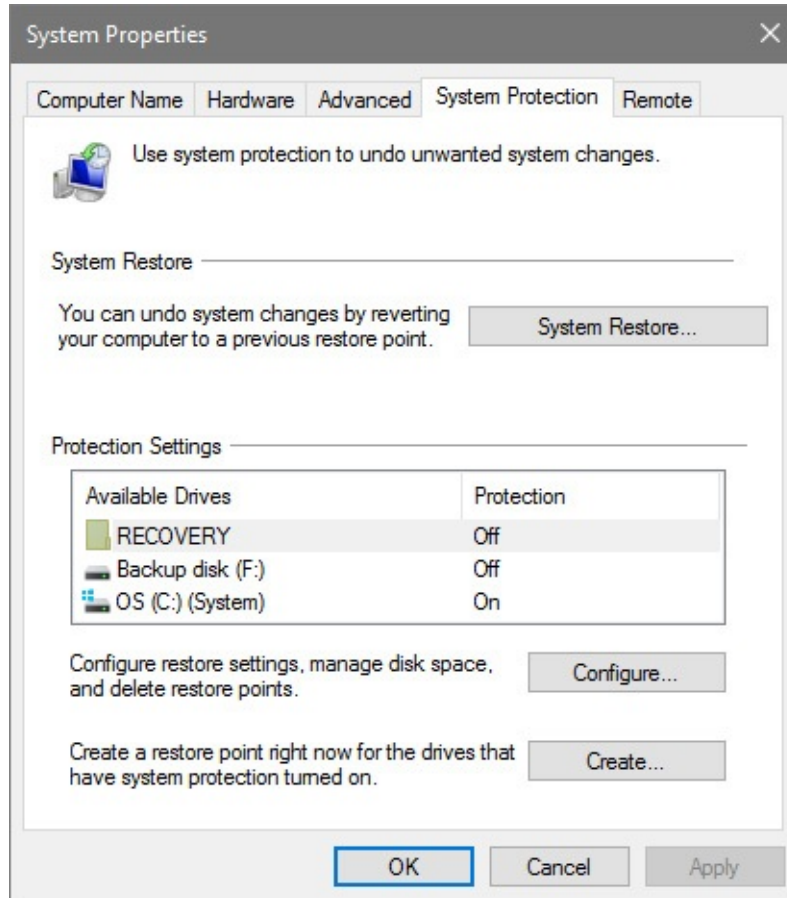 System Properties
Computer Name Hardware Advanced System Protection Remote
Use system protection to undo unwanted system changes.
System Restore
You can undo system changes by reverting
your computer to a previous restore point.
System Restore...
Protection Settings
Available Drives Protection
RECOVERY Off
Backup disk (F:) Off
OS (C:) (System) On
Configure restore settings, manage disk space,
and delete restore points.
Configure...
Create a restore point right now for the drives that
have system protection turned on.
Create...
OK Cancel Apply